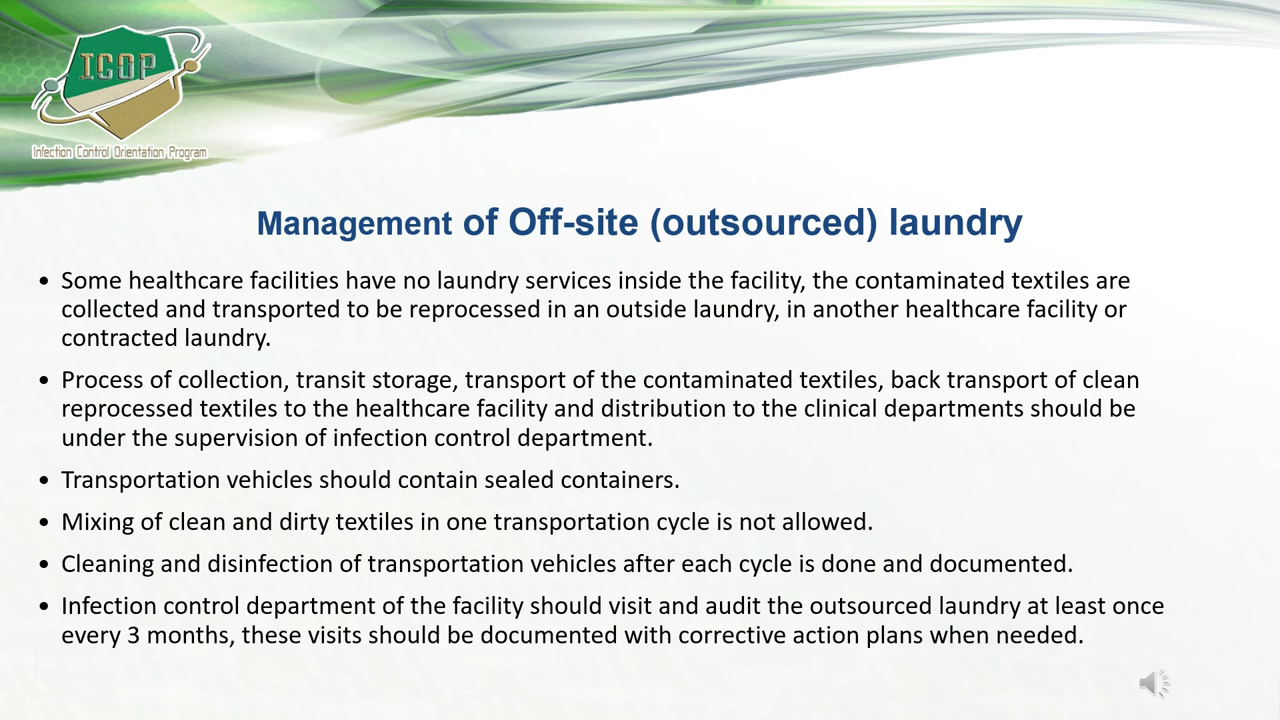 ICOP
Infection Control Orientation Program
Management of Off-site (outsourced) laundry
• Some healthcare facilities have no laundry services inside the facility, the contaminated textiles are
collected and transported to be reprocessed in an outside laundry, in another healthcare facility or
contracted laundry.
• Process of collection, transit storage, transport of the contaminated textiles, back transport of clean
reprocessed textiles to the healthcare facility and distribution to the clinical departments should be
under the supervision of infection control department.
• Transportation vehicles should contain sealed containers.
• Mixing of clean and dirty textiles in one transportation cycle is not allowed.
• Cleaning and disinfection of transportation vehicles after each cycle is done and documented.
• Infection control department of the facility should visit and audit the outsourced laundry at least once
every 3 months, these visits should be documented with corrective action plans when needed.